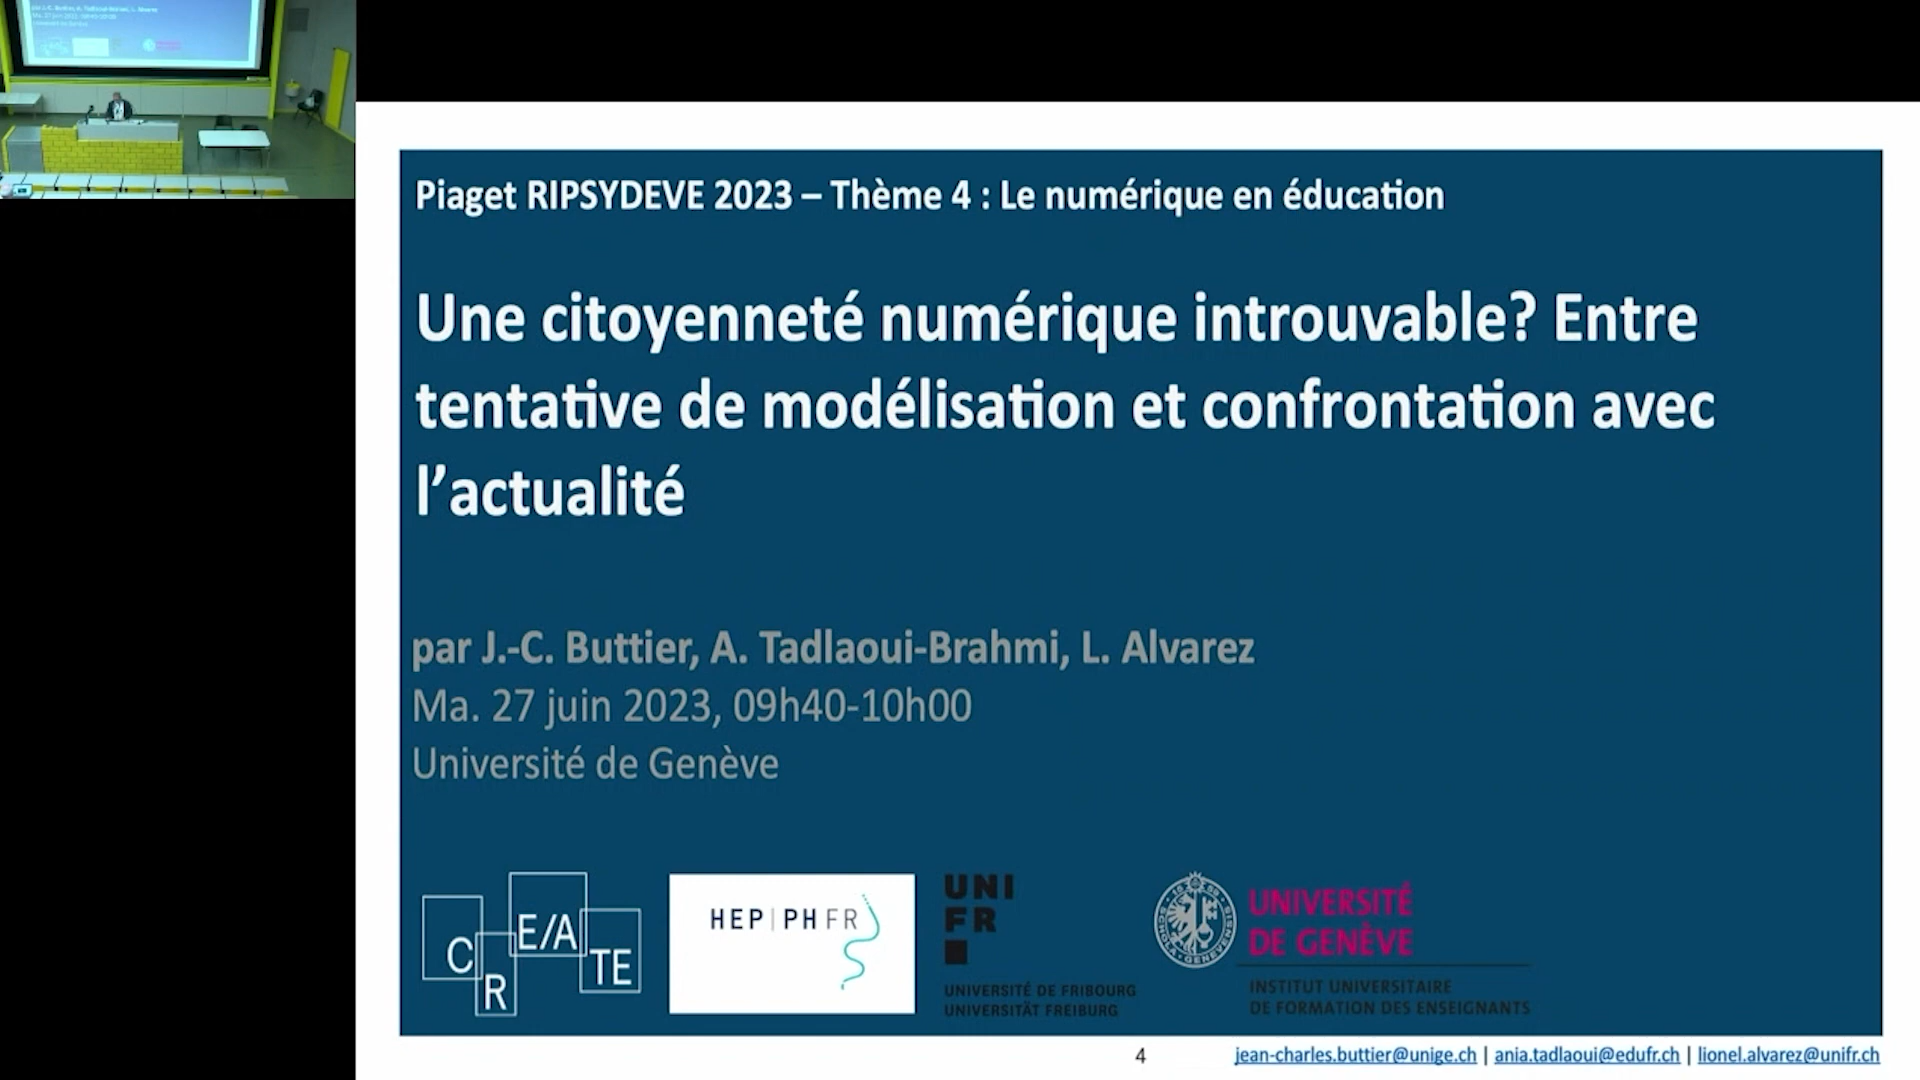 Piaget RIPSYDEVE 2023 – Thème 4 : Le numérique en éducation
Une citoyenneté numérique introuvable? Entre
tentative de modélisation et confrontation avec
l’actualité
par J.-C. Buttier, A. Tadlaoui-Brahmi, L. Alvarez
Ma. 27 juin 2023, 09h40-10h00
Université de Genève
C R E/A TE
HEP | PH FR
UNI
FR
UNIVERSITÉ DE FRIBOURG
UNIVERSITÄT FREIBURG
UNIVERSITÉ
DE GENÈVE
INSTITUT UNIVERSITAIRE
DE FORMATION DES ENSEIGNANTS
4
jean-charles.buttier@unige.ch | ania.tadlaoui@edufr.ch | lionel.alvarez@unifr.ch